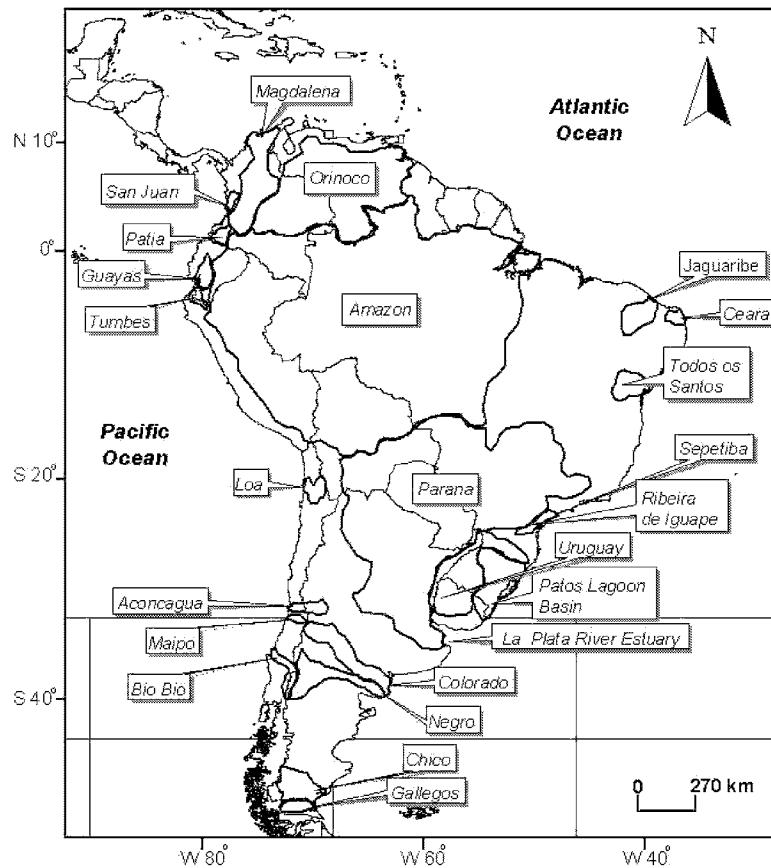 N
Magdalena
Atlantic
Ocean
N 10°
Orinoco
San Juan
Patia
0°
Guayas
Jaguaribe
Tumbes
Amazon
Ceara
Todos os
Santos
Pacific
Ocean
Sepetiba
S 20°
Loa
Parana
Ribeira
de Iguape
Uruguay
Aconcagua
Patos Lagoon
Basin
Maipo
La Plata River Estuary
Bio Bio
Colorado
S 40°
Negro
Chico
0 270 km
Gallegos
W 80°
W 60°
W 40°